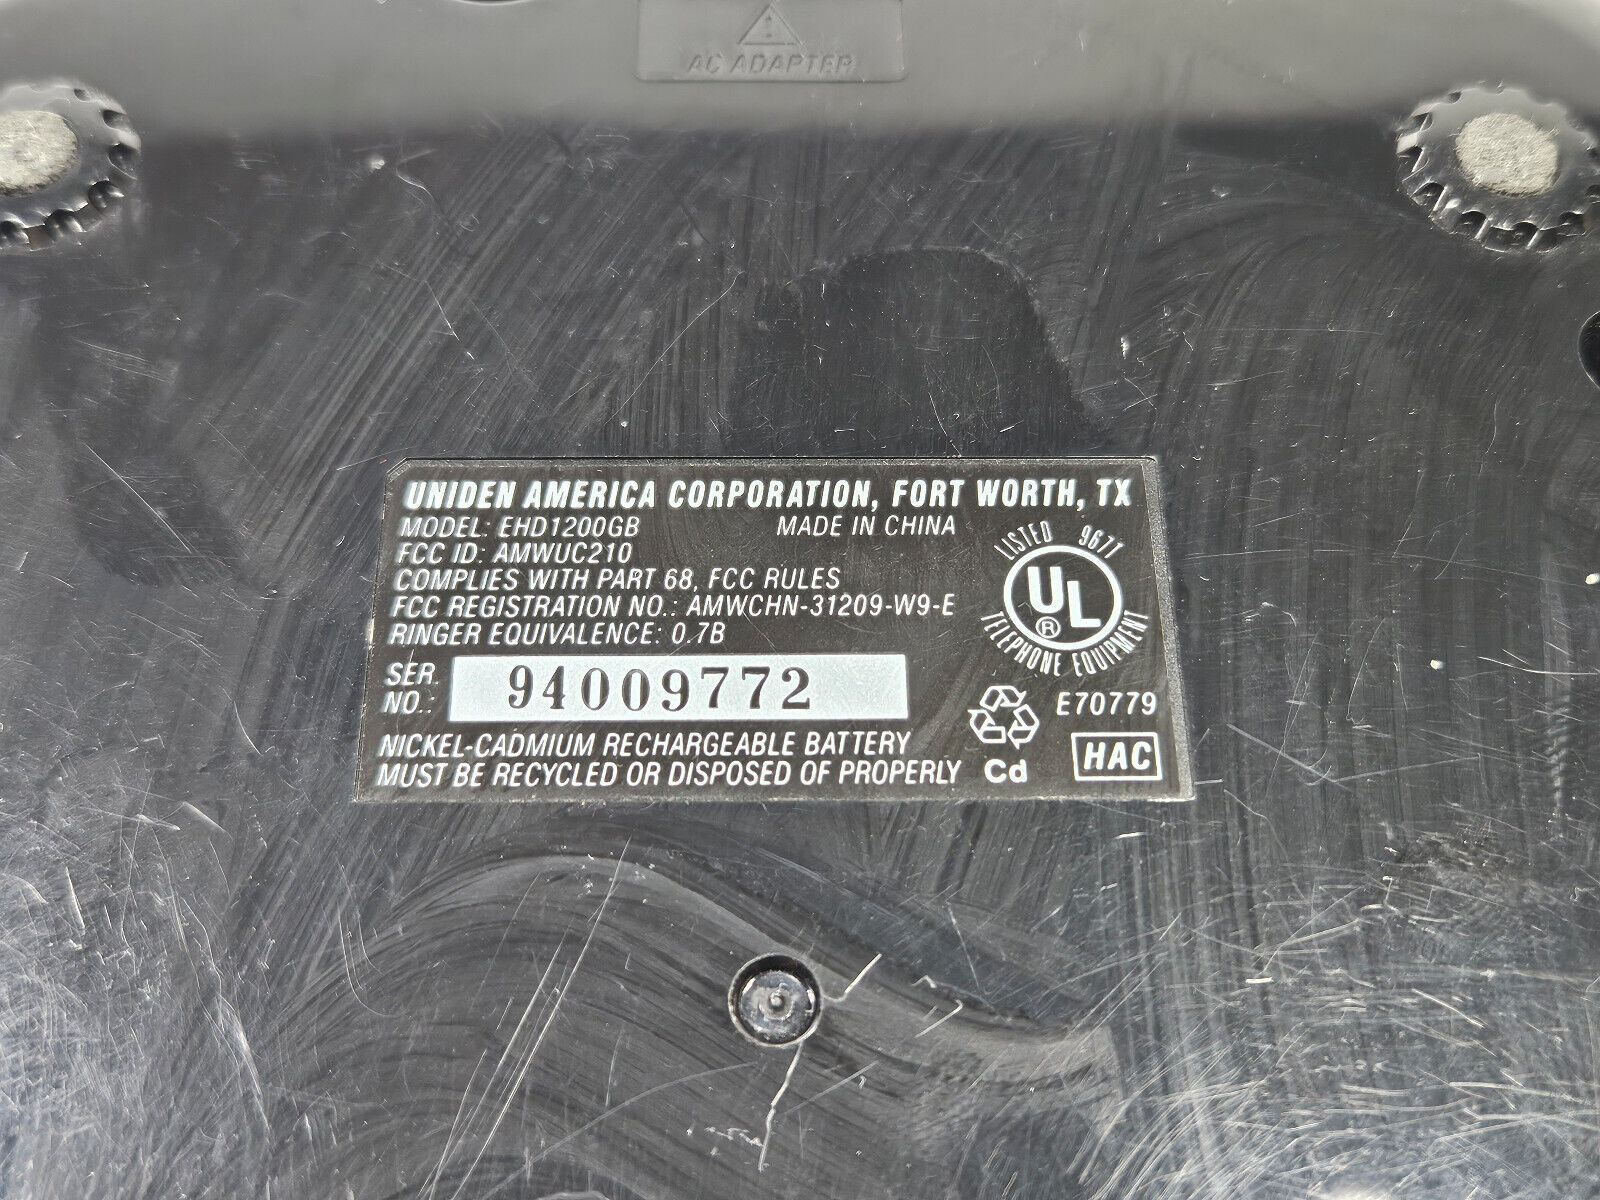 AC ADAPTER
UNIDEN AMERICA CORPORATION, FORT WORTH, TX
MODEL: EHD1200GB MADE IN CHINA
FCC ID: AMWUC210
COMPLIES WITH PART 68, FCC RULES
FCC REGISTRATION NO.: AMWCHN-31209-W9-E
RINGER EQUIVALENCE: 0.7B
LISTED 967T
UL
®
TELEPHONE EQUIPMENT
SER.
NO.: 94009772
E70779
NICKEL-CADMIUM RECHARGEABLE BATTERY
MUST BE RECYCLED OR DISPOSED OF PROPERLY
Cd
HAC